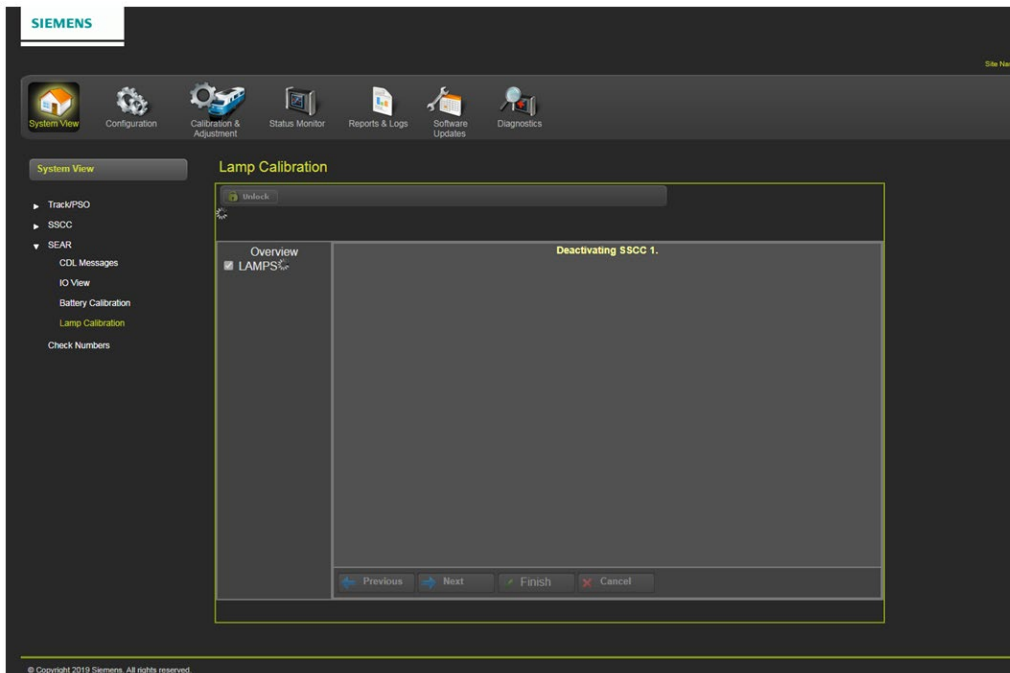 SIEMENS
Site Na
System View
Configuration
Calibration &
Adjustment
Status Monitor
Reports & Logs
Software
Updates
Diagnostics
System View
Lamp Calibration
Unlock
Track/PSO
SSCC
SEAR
CDL Messages
IO View
Battery Calibration
Lamp Calibration
Check Numbers
Overview
LAMPS
Deactivating SSCC 1.
Previous
Next
Finish
Cancel
© Copyright 2019 Siemens. All rights reserved.